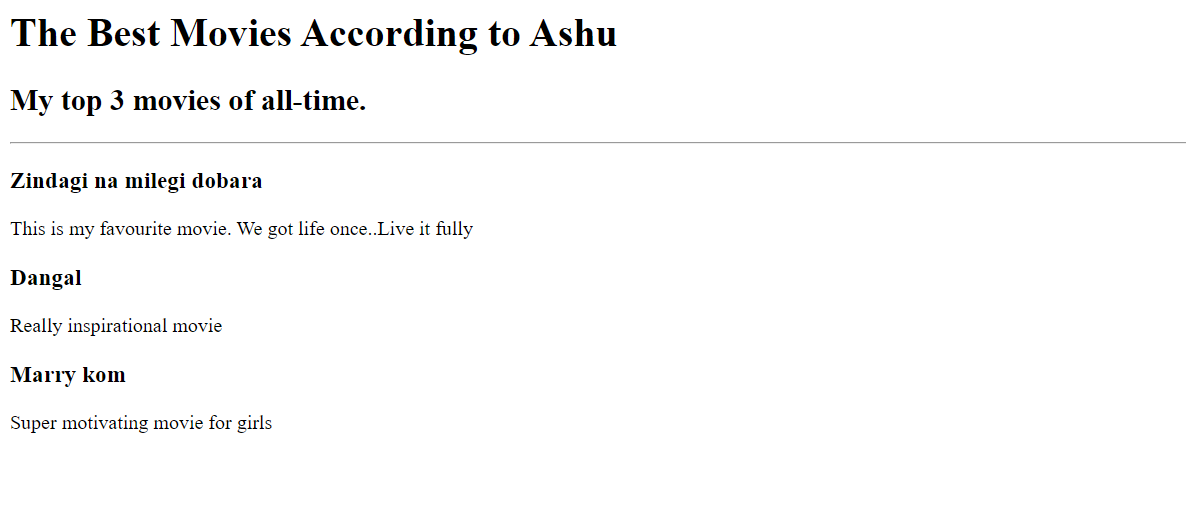 The Best Movies According to Ashu
My top 3 movies of all-time.
Zindagi na milegi dobara
This is my favourite movie. We got life once..Live it fully
Dangal
Really inspirational movie
Marry kom
Super motivating movie for girls